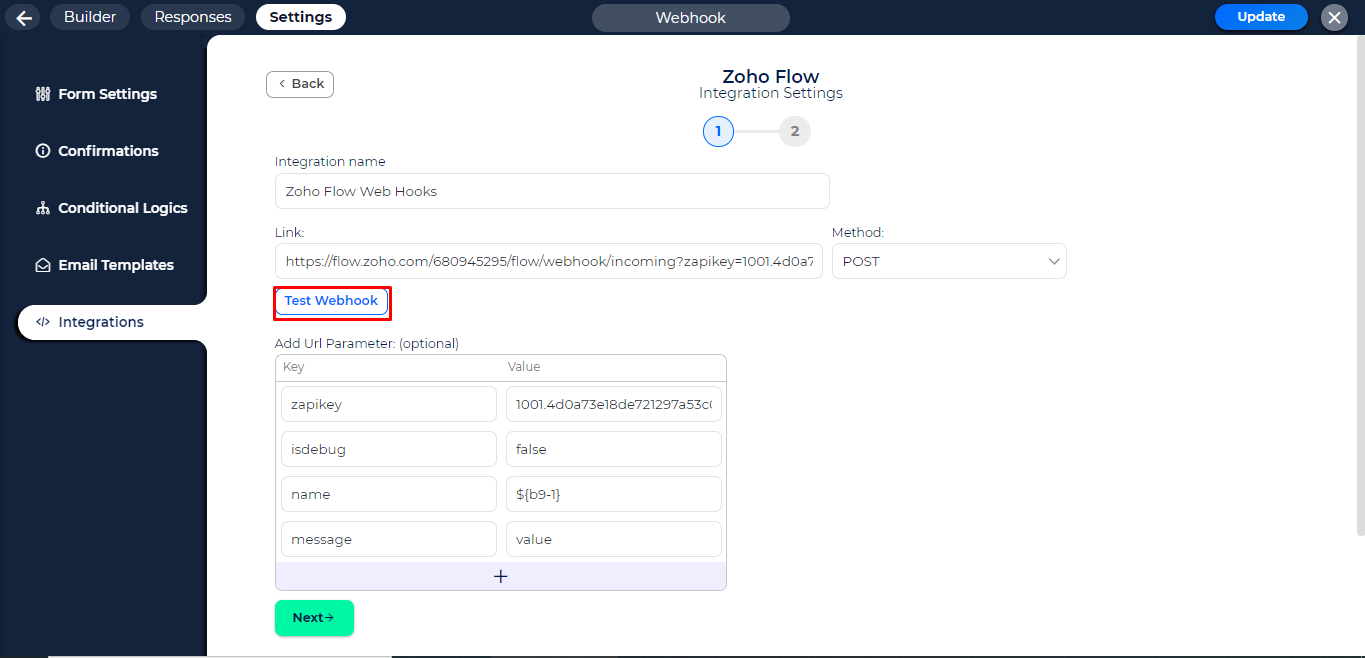 Builder Responses Settings Webhook Update
Back
Zoho Flow
Integration Settings
1 2
Form Settings
Confirmations
Conditional Logics
Email Templates
</> Integrations
Integration name
Zoho Flow Web Hooks
Link: Method:
https://flow.zoho.com/680945295/flow/webhook/incoming?zapikey=1001.4d0a7 POST
Test Webhook
Add Url Parameter: (optional)
Key Value
zapikey 1001.4d0a73e18de721297a53c
isdebug false
name ${b9-1}
message value
+
Next→